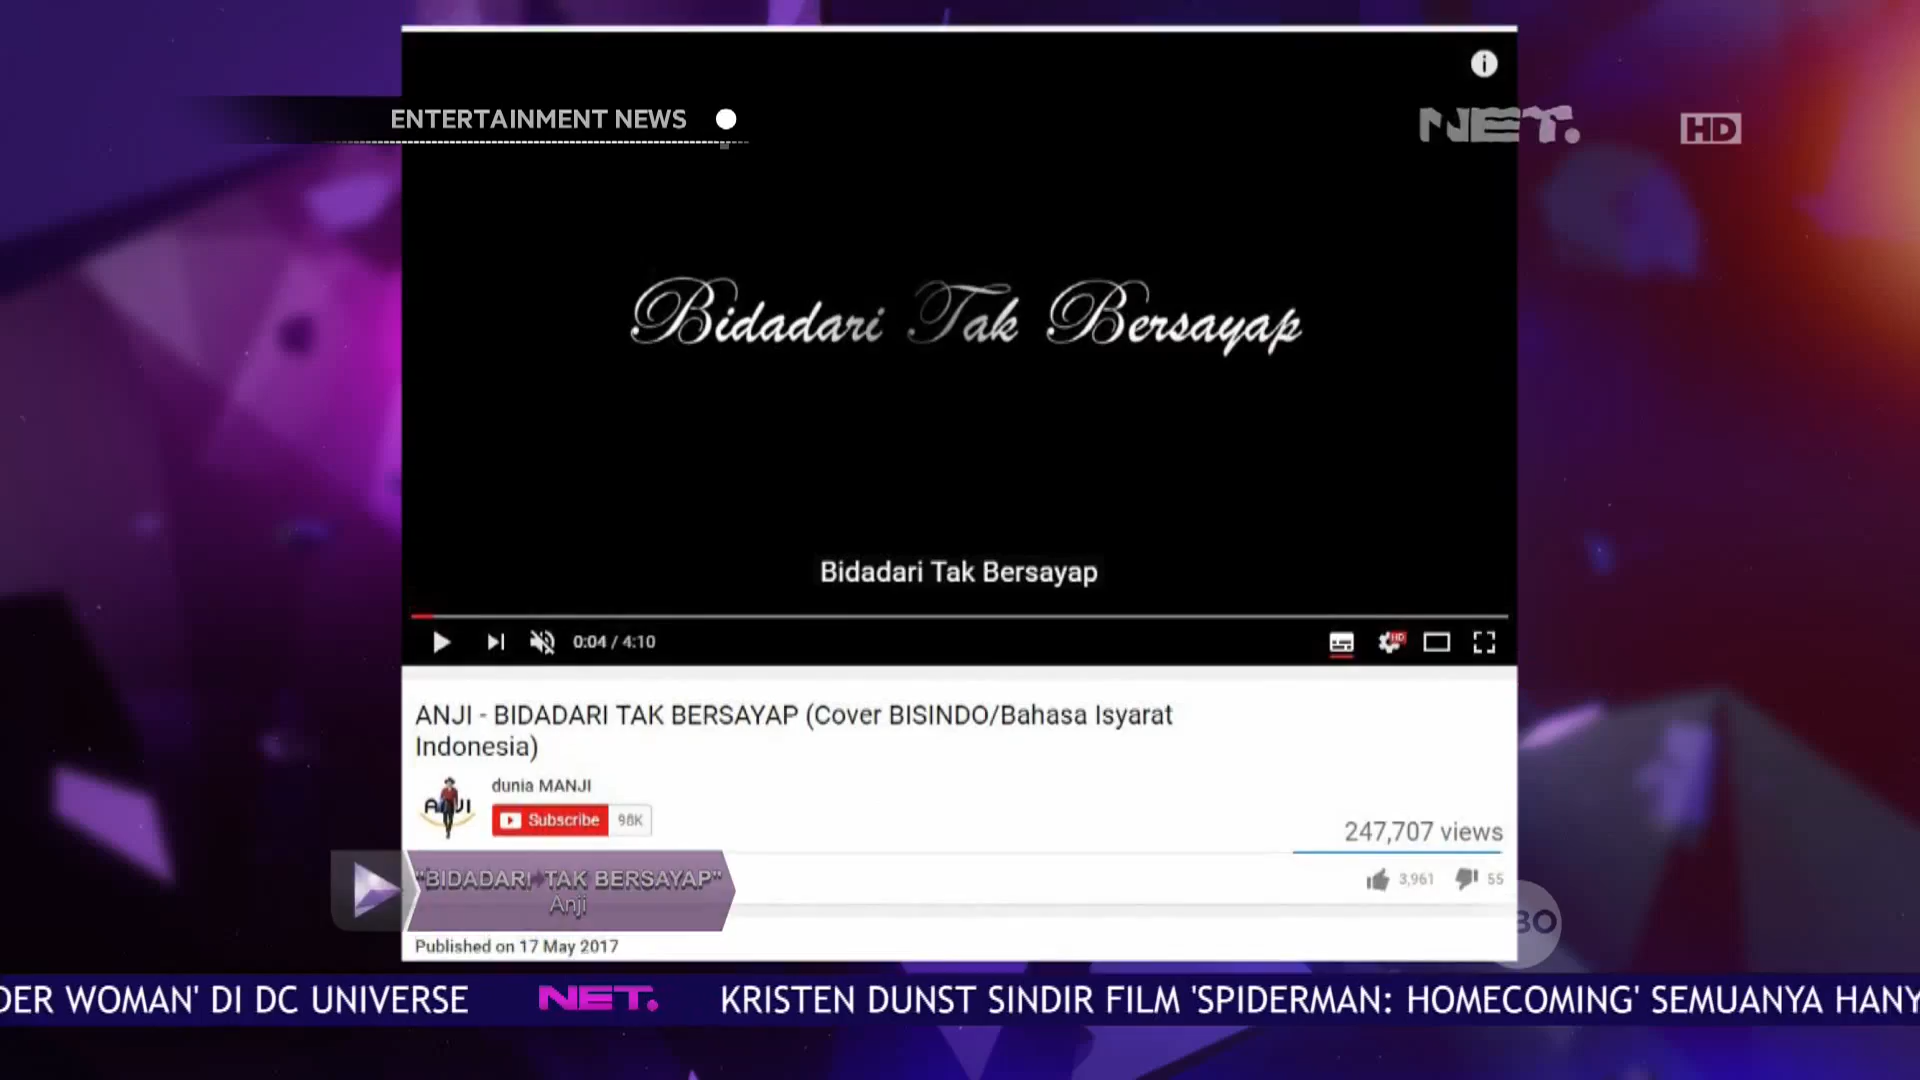 ENTERTAINMENT NEWS
NET.
HD
Bidadari Tak Bersayap
Bidadari Tak Bersayap
0:04 / 4:10
HD
ANJI - BIDADARI TAK BERSAYAP (Cover BISINDO/Bahasa Isyarat
Indonesia)
ANJI
dunia MANJI
Subscribe 98K
247,707 views
3,961 55
"BIDADARI TAK BERSAYAP"
Anji
Published on 17 May 2017
DER WOMAN' DI DC UNIVERSE NET. KRISTEN DUNST SINDIR FILM 'SPIDERMAN: HOMECOMING' SEMUANYA HANY